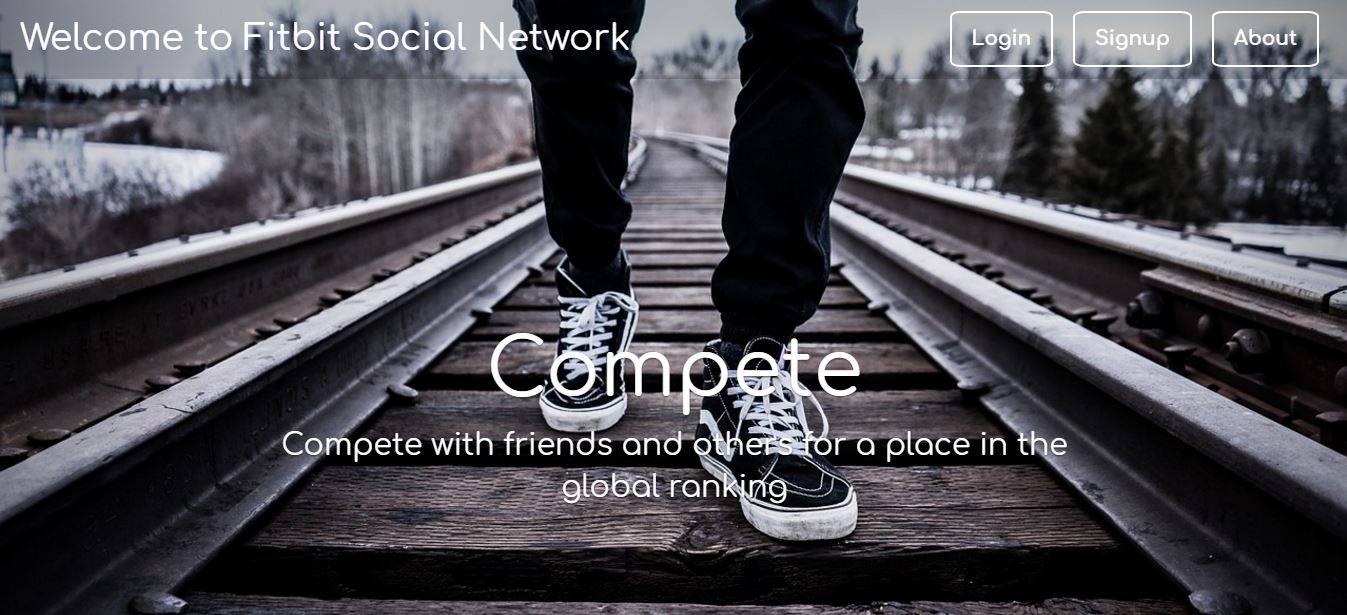 Welcome to Fitbit Social Network
Login
Signup
About
Compete
Compete with friends and others for a place in the
global ranking